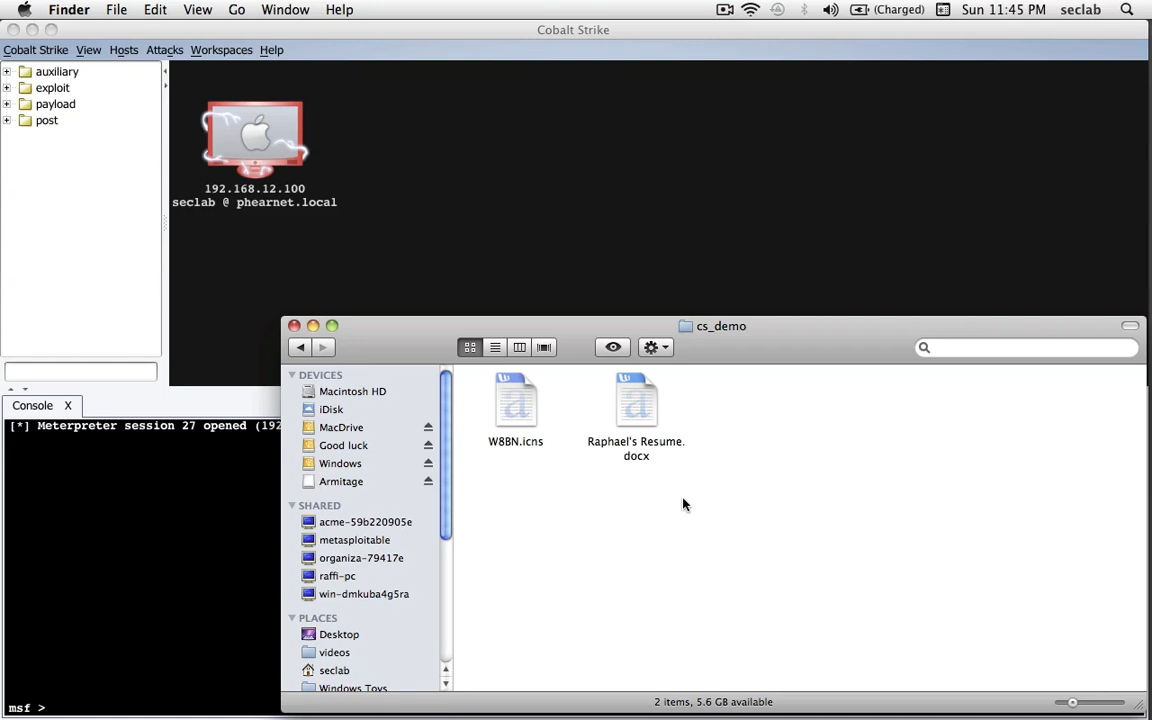 Finder File Edit View Go Window Help (Charged) Sun 11:45 PM seclab
Cobalt Strike
Cobalt Strike View Hosts Attacks Workspaces Help
auxiliary
exploit
payload
post
192.168.12.100
seclab @ phearnet.local
Console X
[*] Meterpreter session 27 opened (192
msf >
cs_demo
DEVICES
Macintosh HD
iDisk
MacDrive
Good luck
Windows
Armitage
SHARED
acme-59b220905e
metasploitable
organiza-79417e
raffi-pc
win-dmkuba4g5ra
PLACES
Desktop
videos
seclab
Windows Toys
W8BN.icns
Raphael's Resume.
docx
2 items, 5.6 GB available